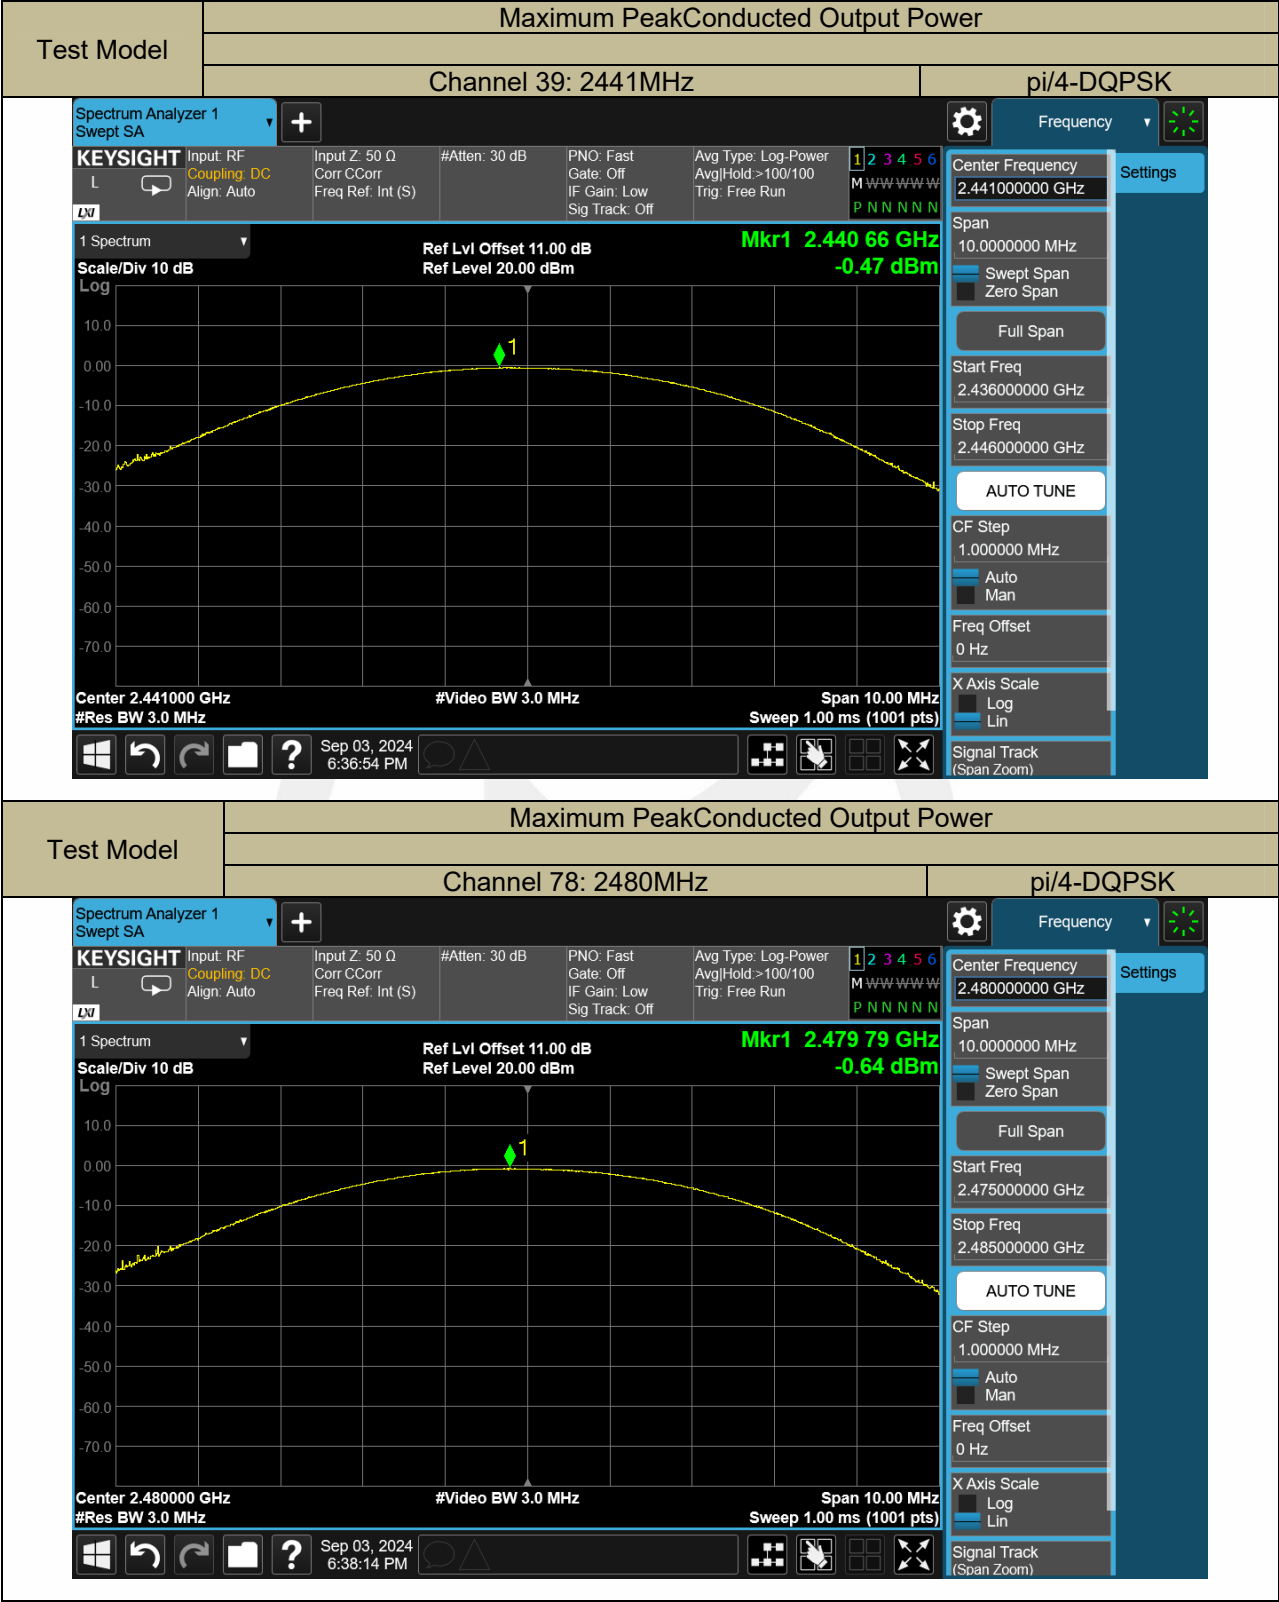 Test Model
Maximum PeakConducted Output Power
Channel 39: 2441MHz
pi/4-DQPSK
Spectrum Analyzer 1
Swept SA
Frequency
KEYSIGHT
L
LXI
Input: RF
Coupling: DC
Align: Auto
Input Z: 50 Ω
Corr CCorr
Freq Ref: Int (S)
#Atten: 30 dB
PNO: Fast
Gate: Off
IF Gain: Low
Sig Track: Off
Avg Type: Log-Power
Avg|Hold:>100/100
Trig: Free Run
1 2 3 4 5 6
M W W W W W
P N N N N N
1 Spectrum
Scale/Div 10 dB
Log
Ref Lvl Offset 11.00 dB
Ref Level 20.00 dBm
Mkr1 2.440 66 GHz
-0.47 dBm
1
10.0
0.00
-10.0
-20.0
-30.0
-40.0
-50.0
-60.0
-70.0
Center 2.441000 GHz
#Res BW 3.0 MHz
#Video BW 3.0 MHz
Span 10.00 MHz
Sweep 1.00 ms (1001 pts)
Sep 03, 2024
6:36:54 PM
?
Center Frequency
2.441000000 GHz
Settings
Span
10.0000000 MHz
Swept Span
Zero Span
Full Span
Start Freq
2.436000000 GHz
Stop Freq
2.446000000 GHz
AUTO TUNE
CF Step
1.000000 MHz
Auto
Man
Freq Offset
0 Hz
X Axis Scale
Log
Lin
Signal Track
(Span Zoom)
Test Model
Maximum PeakConducted Output Power
Channel 78: 2480MHz
pi/4-DQPSK
Spectrum Analyzer 1
Swept SA
Frequency
KEYSIGHT
L
LXI
Input: RF
Coupling: DC
Align: Auto
Input Z: 50 Ω
Corr CCorr
Freq Ref: Int (S)
#Atten: 30 dB
PNO: Fast
Gate: Off
IF Gain: Low
Sig Track: Off
Avg Type: Log-Power
Avg|Hold:>100/100
Trig: Free Run
1 2 3 4 5 6
M W W W W W
P N N N N N
1 Spectrum
Scale/Div 10 dB
Log
Ref Lvl Offset 11.00 dB
Ref Level 20.00 dBm
Mkr1 2.479 79 GHz
-0.64 dBm
1
10.0
0.00
-10.0
-20.0
-30.0
-40.0
-50.0
-60.0
-70.0
Center 2.480000 GHz
#Res BW 3.0 MHz
#Video BW 3.0 MHz
Span 10.00 MHz
Sweep 1.00 ms (1001 pts)
Sep 03, 2024
6:38:14 PM
?
Center Frequency
2.480000000 GHz
Settings
Span
10.0000000 MHz
Swept Span
Zero Span
Full Span
Start Freq
2.475000000 GHz
Stop Freq
2.485000000 GHz
AUTO TUNE
CF Step
1.000000 MHz
Auto
Man
Freq Offset
0 Hz
X Axis Scale
Log
Lin
Signal Track
(Span Zoom)